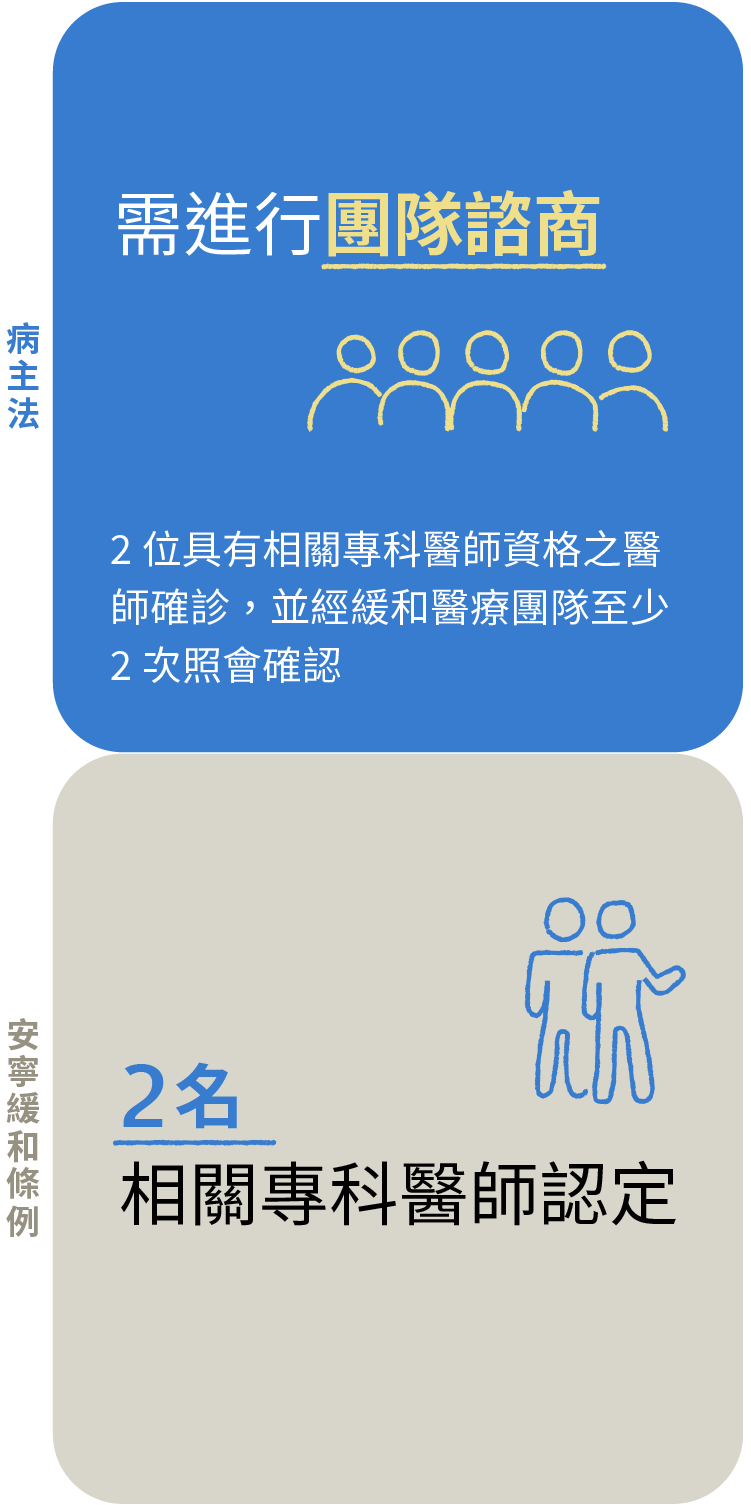 病主法
需進行團隊諮商
2 位具有相關專科醫師資格之醫
師確診，並經緩和醫療團隊至少
2 次照會確認
安寧緩和條例
2名
相關專科醫師認定